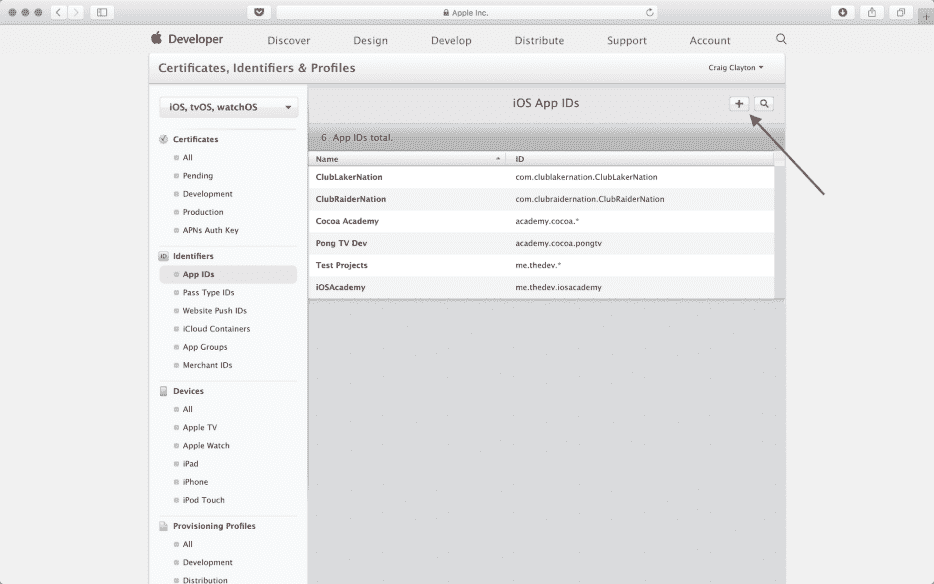 Apple Inc.
Developer Discover Design Develop Distribute Support Account
Certificates, Identifiers & Profiles
Craig Clayton
iOS, tvOS, watchOS
Certificates
All
Pending
Development
Production
APNs Auth Key
Identifiers
App IDs
Pass Type IDs
Website Push IDs
iCloud Containers
App Groups
Merchant IDs
Devices
All
Apple TV
Apple Watch
iPad
iPhone
iPod Touch
Provisioning Profiles
All
Development
Distribution
iOS App IDs
6 App IDs total.
Name ID
ClubLakerNation com.clublakernation.ClubLakerNation
ClubRaiderNation com.clubraidernation.ClubRaiderNation
Cocoa Academy academy.cocoa.*
Pong TV Dev academy.cocoa.pongtv
Test Projects me.thedev.*
iOSAcademy me.thedev.iosacademy